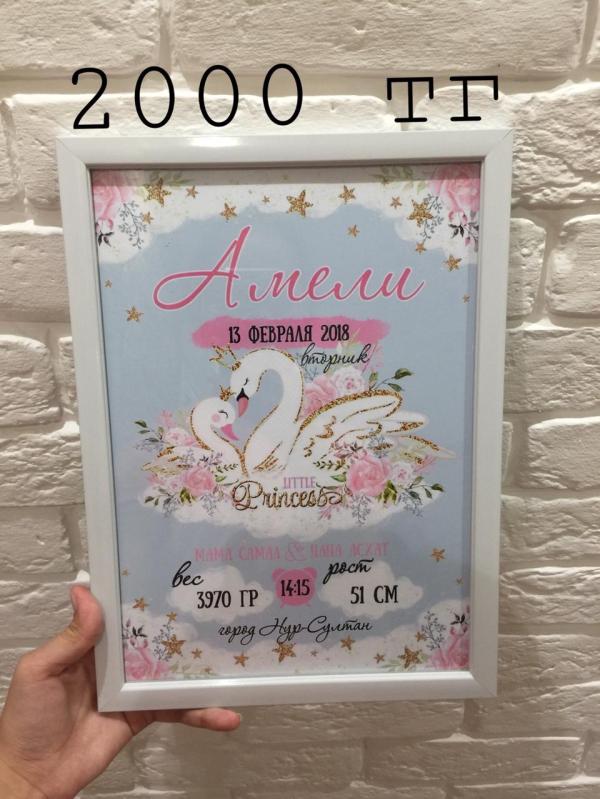 2000 тг
Амели
13 ФЕВРАЛЯ 2018
вторник
LITTLE
Princess
МАМА САМАЛ & ПАПА АСХАТ
вес
рост
3970 ГР
14:15
51 СМ
город Нур-Султан